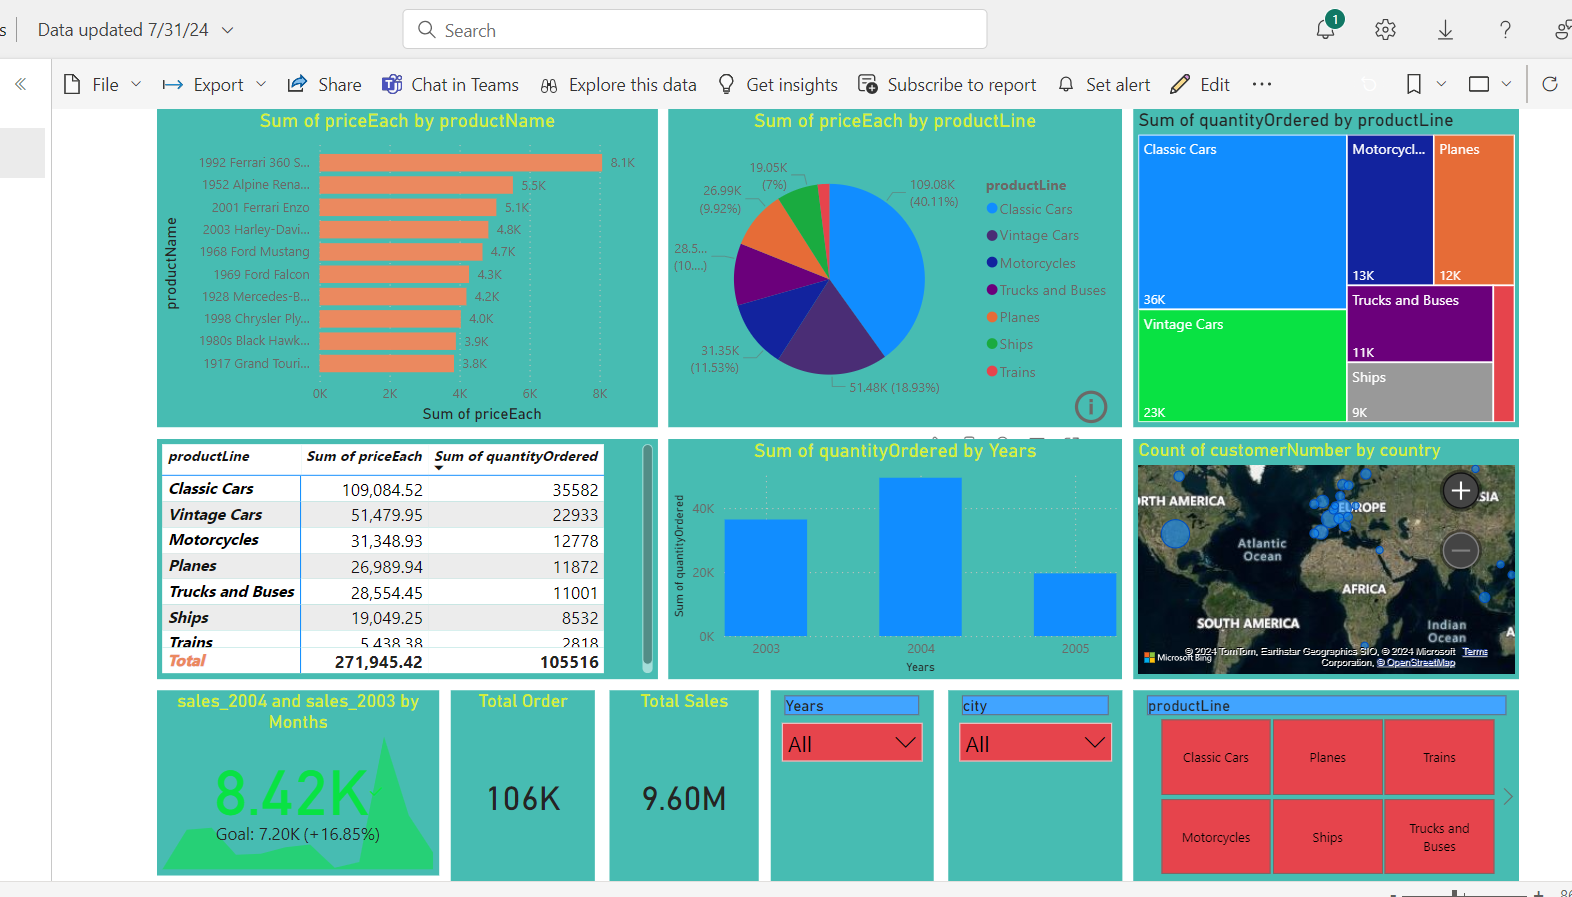 s
Data updated 7/31/24
Search
1
File
Export
Share
Chat in Teams
Explore this data
Get insights
Subscribe to report
Set alert
Edit
...
Sum of priceEach by productName
productName
1992 Ferrari 360 S... 8.1K
1952 Alpine Rena... 5.5K
2001 Ferrari Enzo 5.1K
2003 Harley-Davi... 4.8K
1968 Ford Mustang 4.7K
1969 Ford Falcon 4.3K
1928 Mercedes-B... 4.2K
1998 Chrysler Ply... 4.0K
1980s Black Hawk... 3.9K
1917 Grand Touri... 3.8K
0K 2K 4K 6K 8K
Sum of priceEach
Sum of priceEach by productLine
19.05K
(7%)
26.99K
(9.92%)
28.5...
(10....)
31.35K
(11.53%)
51.48K (18.93%)
109.08K
(40.11%)
productLine
Classic Cars
Vintage Cars
Motorcycles
Trucks and Buses
Planes
Ships
Trains
Sum of quantityOrdered by productLine
Classic Cars
36K
Vintage Cars
23K
Motorcycl...
13K
Planes
12K
Trucks and Buses
11K
Ships
9K
productLine Sum of priceEach Sum of quantityOrdered
Classic Cars 109,084.52 35582
Vintage Cars 51,479.95 22933
Motorcycles 31,348.93 12778
Planes 26,989.94 11872
Trucks and Buses 28,554.45 11001
Ships 19,049.25 8532
Trains 5,438.38 2818
Total 271,945.42 105516
Sum of quantityOrdered by Years
Sum of quantityOrdered
40K
20K
0K
2003 2004 2005
Years
Count of customerNumber by country
RTH AMERICA
EUROPE
SIA
Atlantic
Ocean
AFRICA
SOUTH AMERICA
Indian
Ocean
A
Microsoft Bing
© 2024 TomTom, Earthstar Geographics SIO, © 2024 Microsoft
Corporation, © OpenStreetMap
Terms
sales_2004 and sales_2003 by
Months
8.42K
Goal: 7.20K (+16.85%)
Total Order
106K
Total Sales
9.60M
Years
All
city
All
productLine
Classic Cars
Planes
Trains
Motorcycles
Ships
Trucks and
Buses